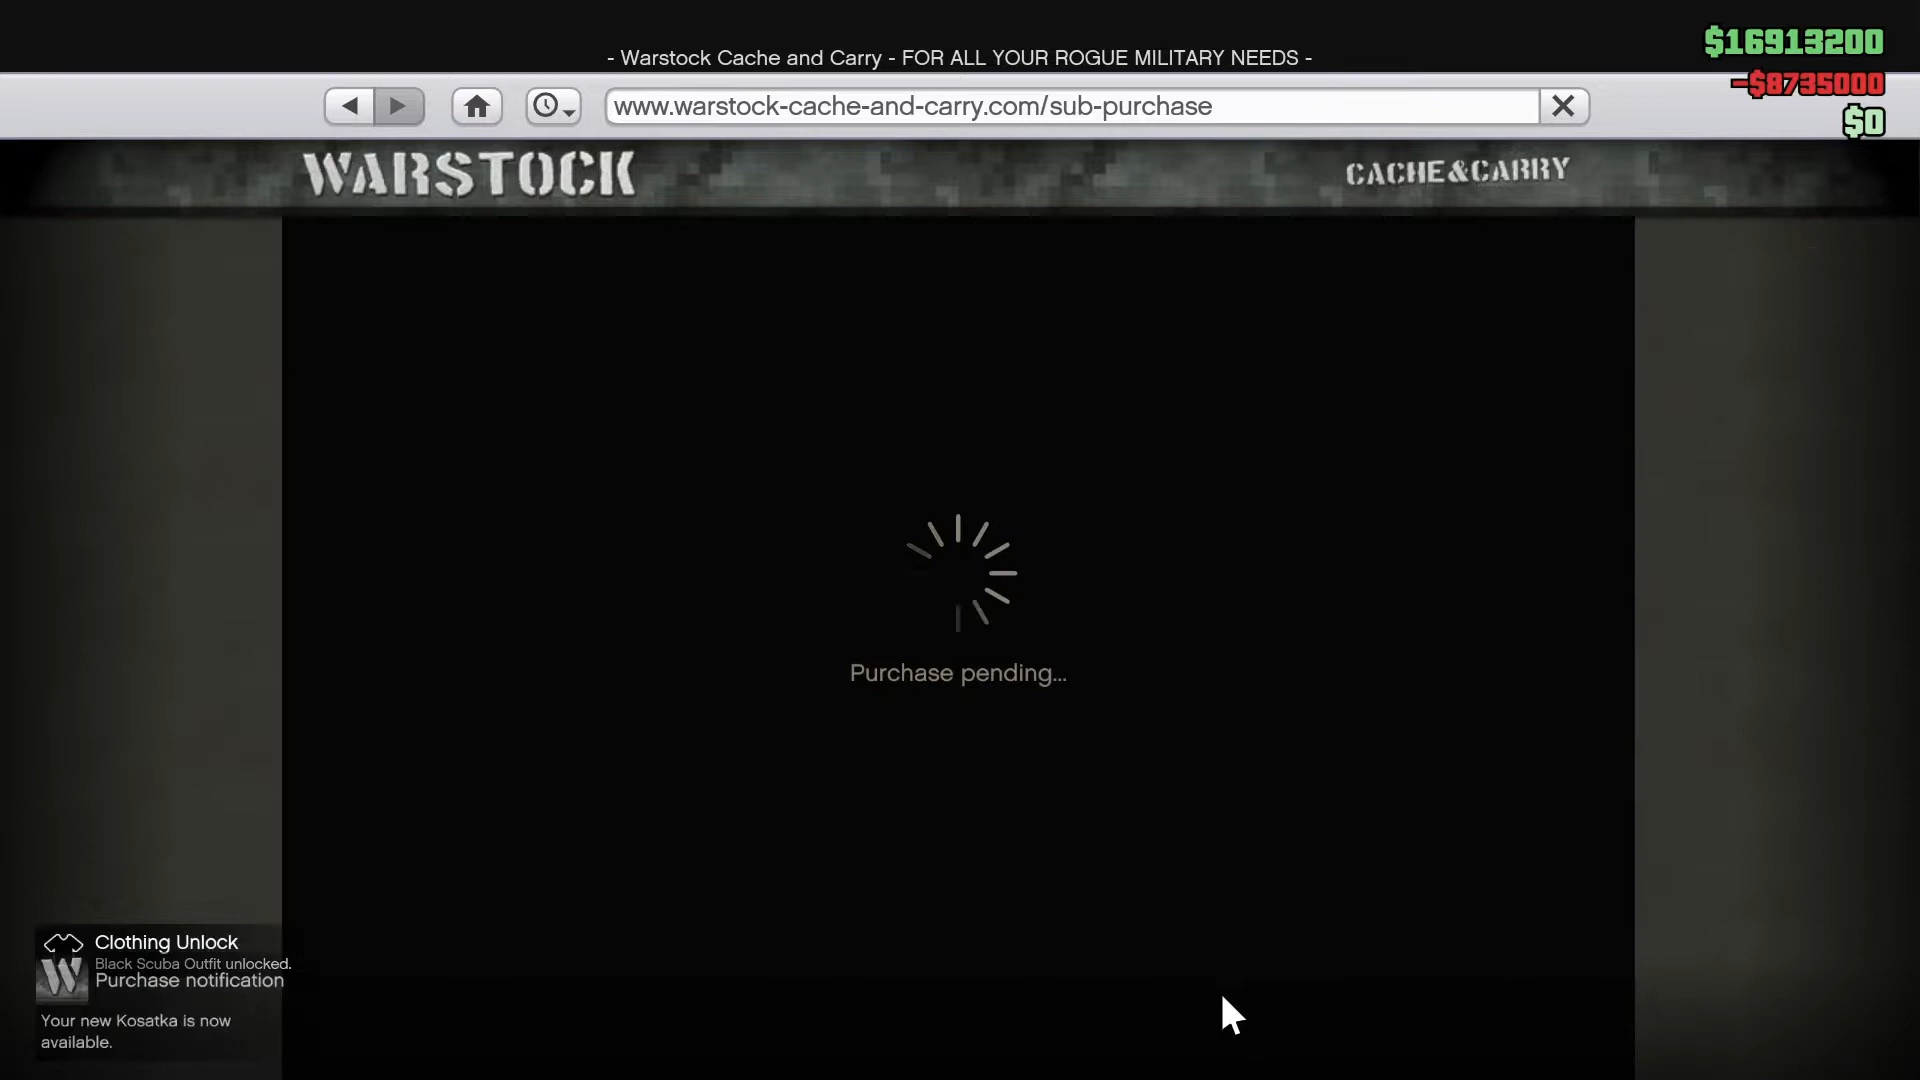 - Warstock Cache and Carry - FOR ALL YOUR ROGUE MILITARY NEEDS -
$16913200
-$8735000
$0
www.warstock-cache-and-carry.com/sub-purchase
WARSTOCK
CACHE&CARRY
Purchase pending...
Clothing Unlock
Black Scuba Outfit unlocked.
W
Purchase notification
Your new Kosatka is now
available.